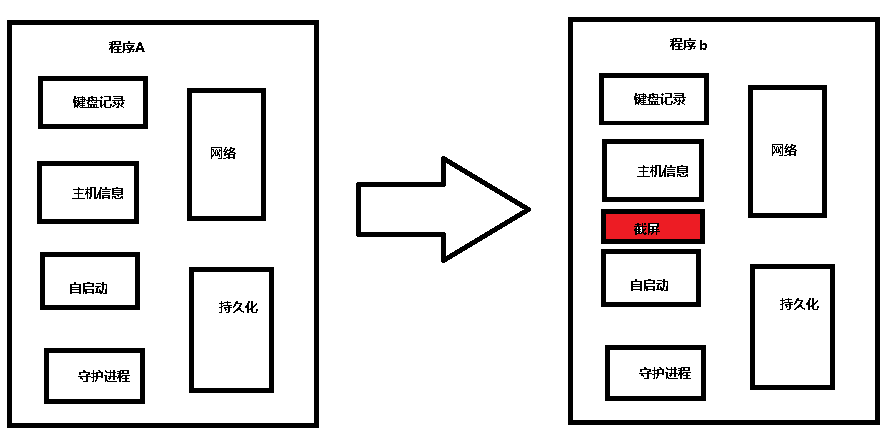 程序A
键盘记录
网络
主机信息
自启动
持久化
守护进程
程序 b
键盘记录
网络
主机信息
截屏
自启动
持久化
守护进程